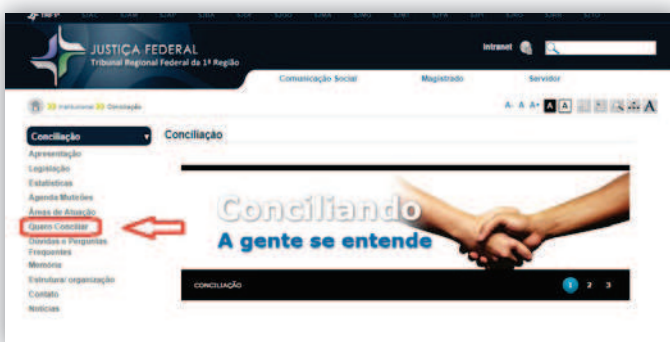 JUSTIÇA FEDERAL
Tribunal Regional Federal da 1ª Região
Intranet
Comunicação Social Magistrado Servidor
Institucional Conciliação
A- A A+ A A A
Conciliação
Apresentação
Legislação
Estatísticas
Agenda Mutirões
Áreas de Atuação
Quero Conciliar
Dúvidas e Perguntas
Frequentes
Memória
Estrutura/ organização
Contato
Notícias
Conciliação
Conciliando
A gente se entende
CONCILIAÇÃO 1 2 3